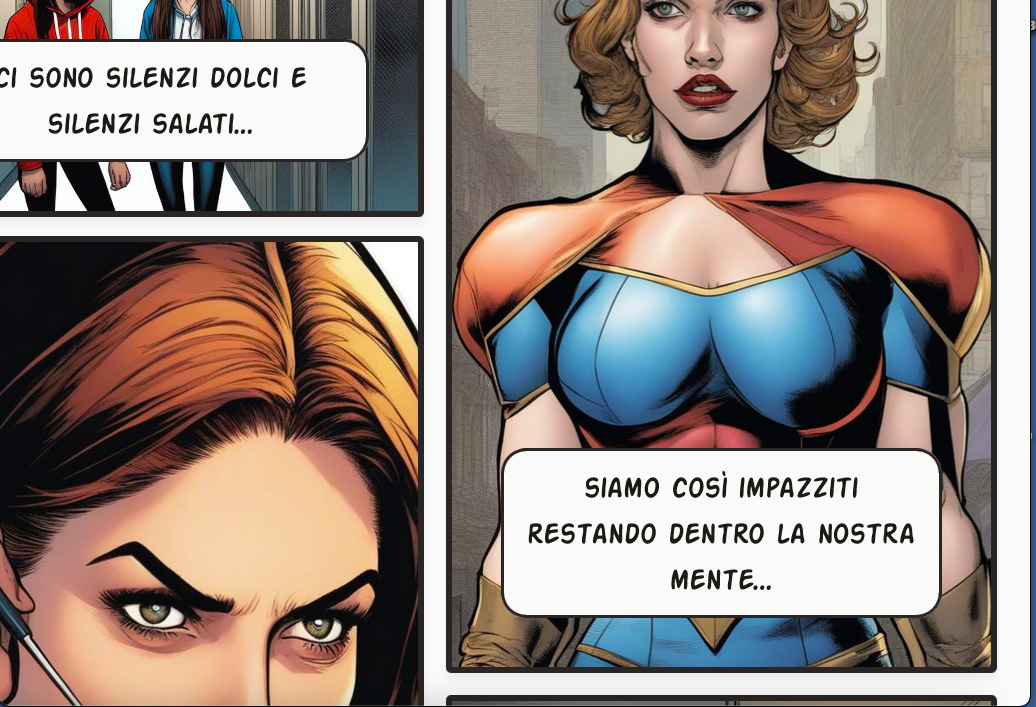 CI SONO SILENZI DOLCI E
SILENZI SALATI...
SIAMO COSÌ IMPAZZITI
RESTANDO DENTRO LA NOSTRA
MENTE...